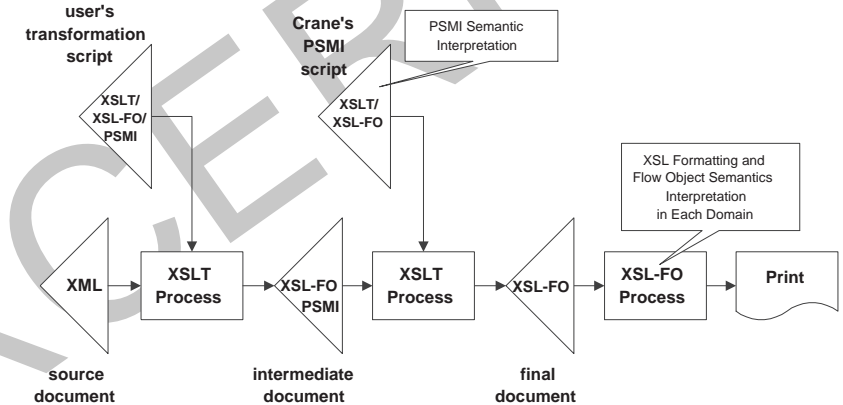 user's
transformation
script
Crane's
PSMI
script
PSMI Semantic
Interpretation
XSLT/
XSL-FO/
PSMI
XSLT/
XSL-FO
XSL Formatting and
Flow Object Semantics
Interpretation
in Each Domain
XML
XSLT
Process
XSL-FO
PSMI
XSLT
Process
XSL-FO
XSL-FO
Process
Print
source
document
intermediate
document
final
document